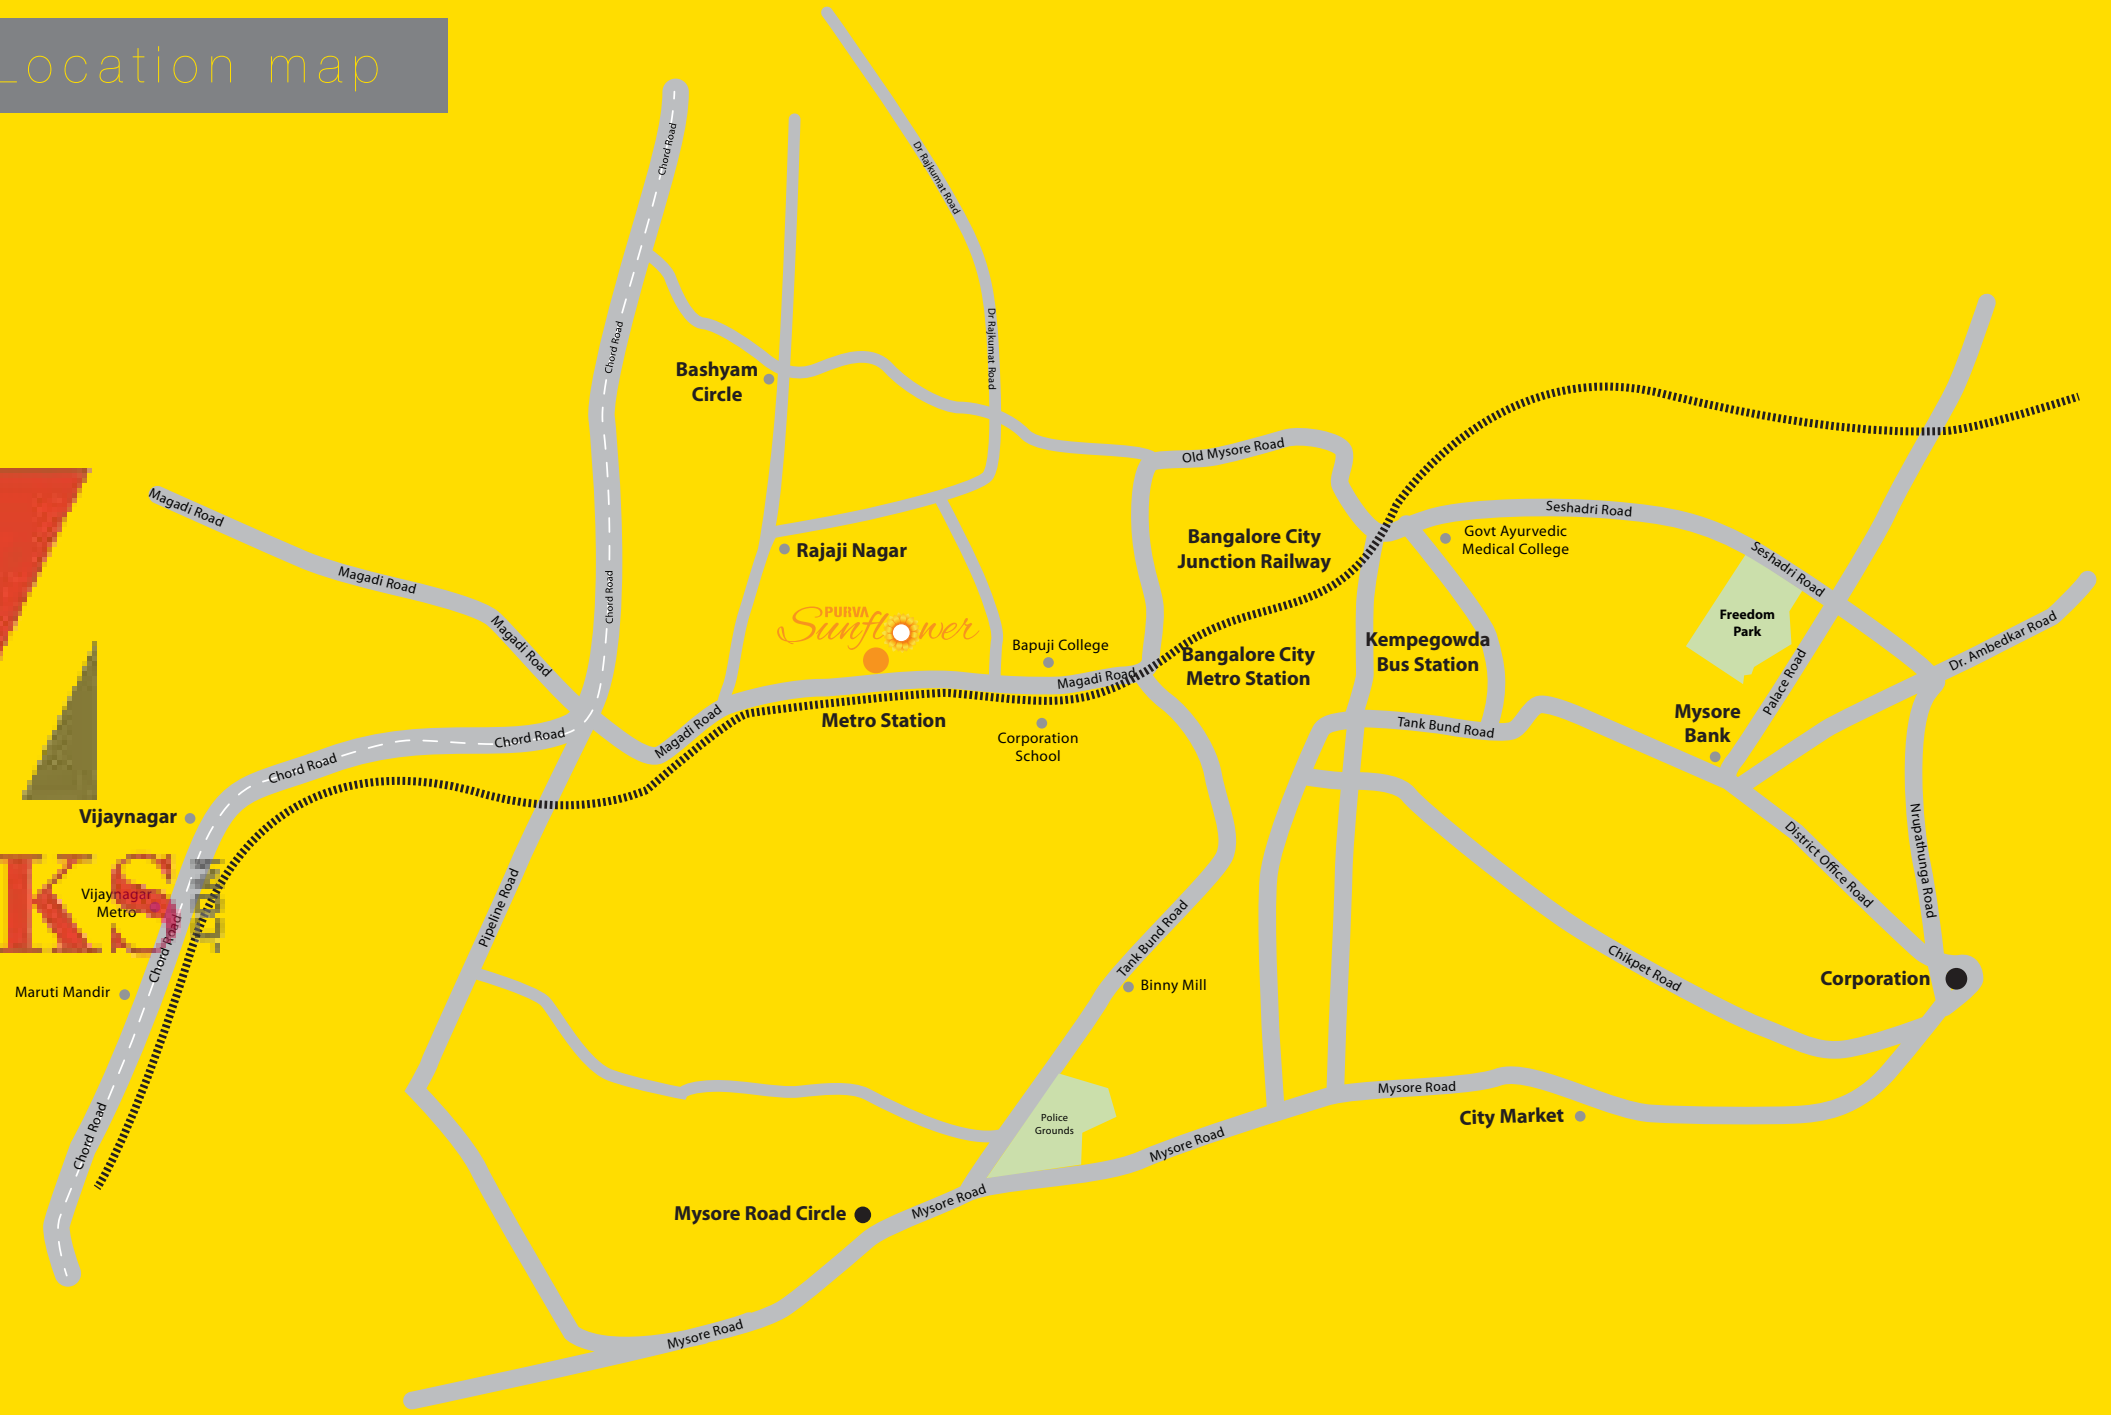 Location map
Chord Road
Dr Rajkumat Road
Chord Road
Dr Rajkumat Road
Bashyam
Circle
Old Mysore Road
Magadi Road
Seshadri Road
Govt Ayurvedic
Medical College
Bangalore City
Junction Railway
Rajaji Nagar
Seshadri Road
Magadi Road
Chord Road
PURVA
Sunflower
Freedom
Park
Magadi Road
Bapuji College
Kempegowda
Bus Station
Dr. Ambedkar Road
Bangalore City
Metro Station
Magadi Road
Palace Road
Magadi Road
Metro Station
Corporation
School
Tank Bund Road
Mysore
Bank
Chord Road
Chord Road
Vijaynagar
KS
Vijaynagar
Metro
Chord Road
Pipeline Road
District Office Road
Nrupathunga Road
Tank Bund Road
Chikpet Road
Maruti Mandir
Binny Mill
Corporation
Mysore Road
City Market
Police
Grounds
Chord Road
Mysore Road
Mysore Road
Mysore Road Circle
Mysore Road